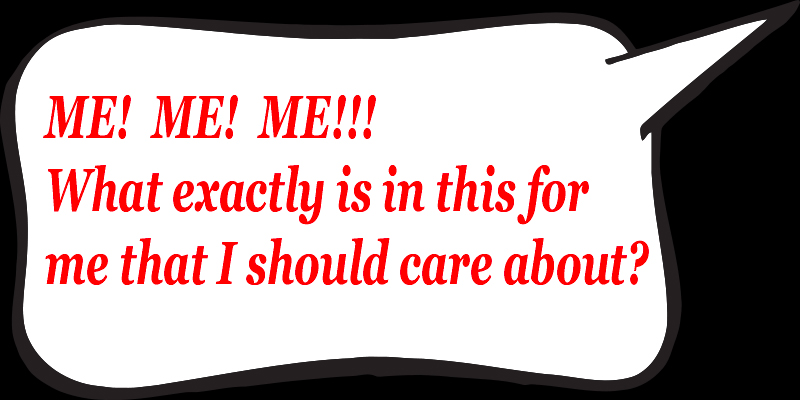 ME! ME! ME!!!
What exactly is in this for
me that I should care about?